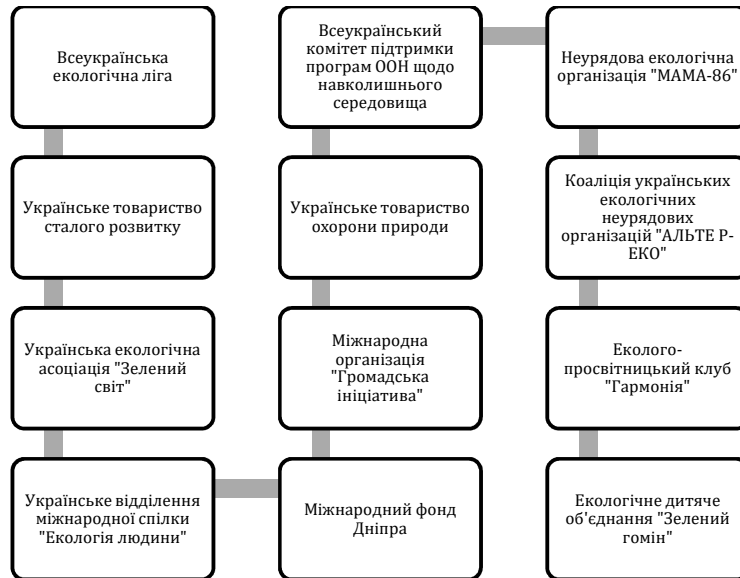 Всеукраїнська
екологічна ліга
Українське товариство
сталого розвитку
Українська екологічна
асоціація "Зелений
світ"
Українське відділення
міжнародної спілки
"Екологія людини"
Міжнародний фонд
Дніпра
Міжнародна
організація
"Громадська
ініціатива"
Українське товариство
охорони природи
Всеукраїнський
комітет підтримки
програм ООН щодо
навколишнього
середовища
Неурядова екологічна
організація "МАМА-86"
Коаліція українських
екологічних
неурядових
організацій "АЛЬТЕ Р-
ЕКО"
Еколого-
просвітницький клуб
"Гармонія"
Екологічне дитяче
об'єднання "Зелений
гомін"